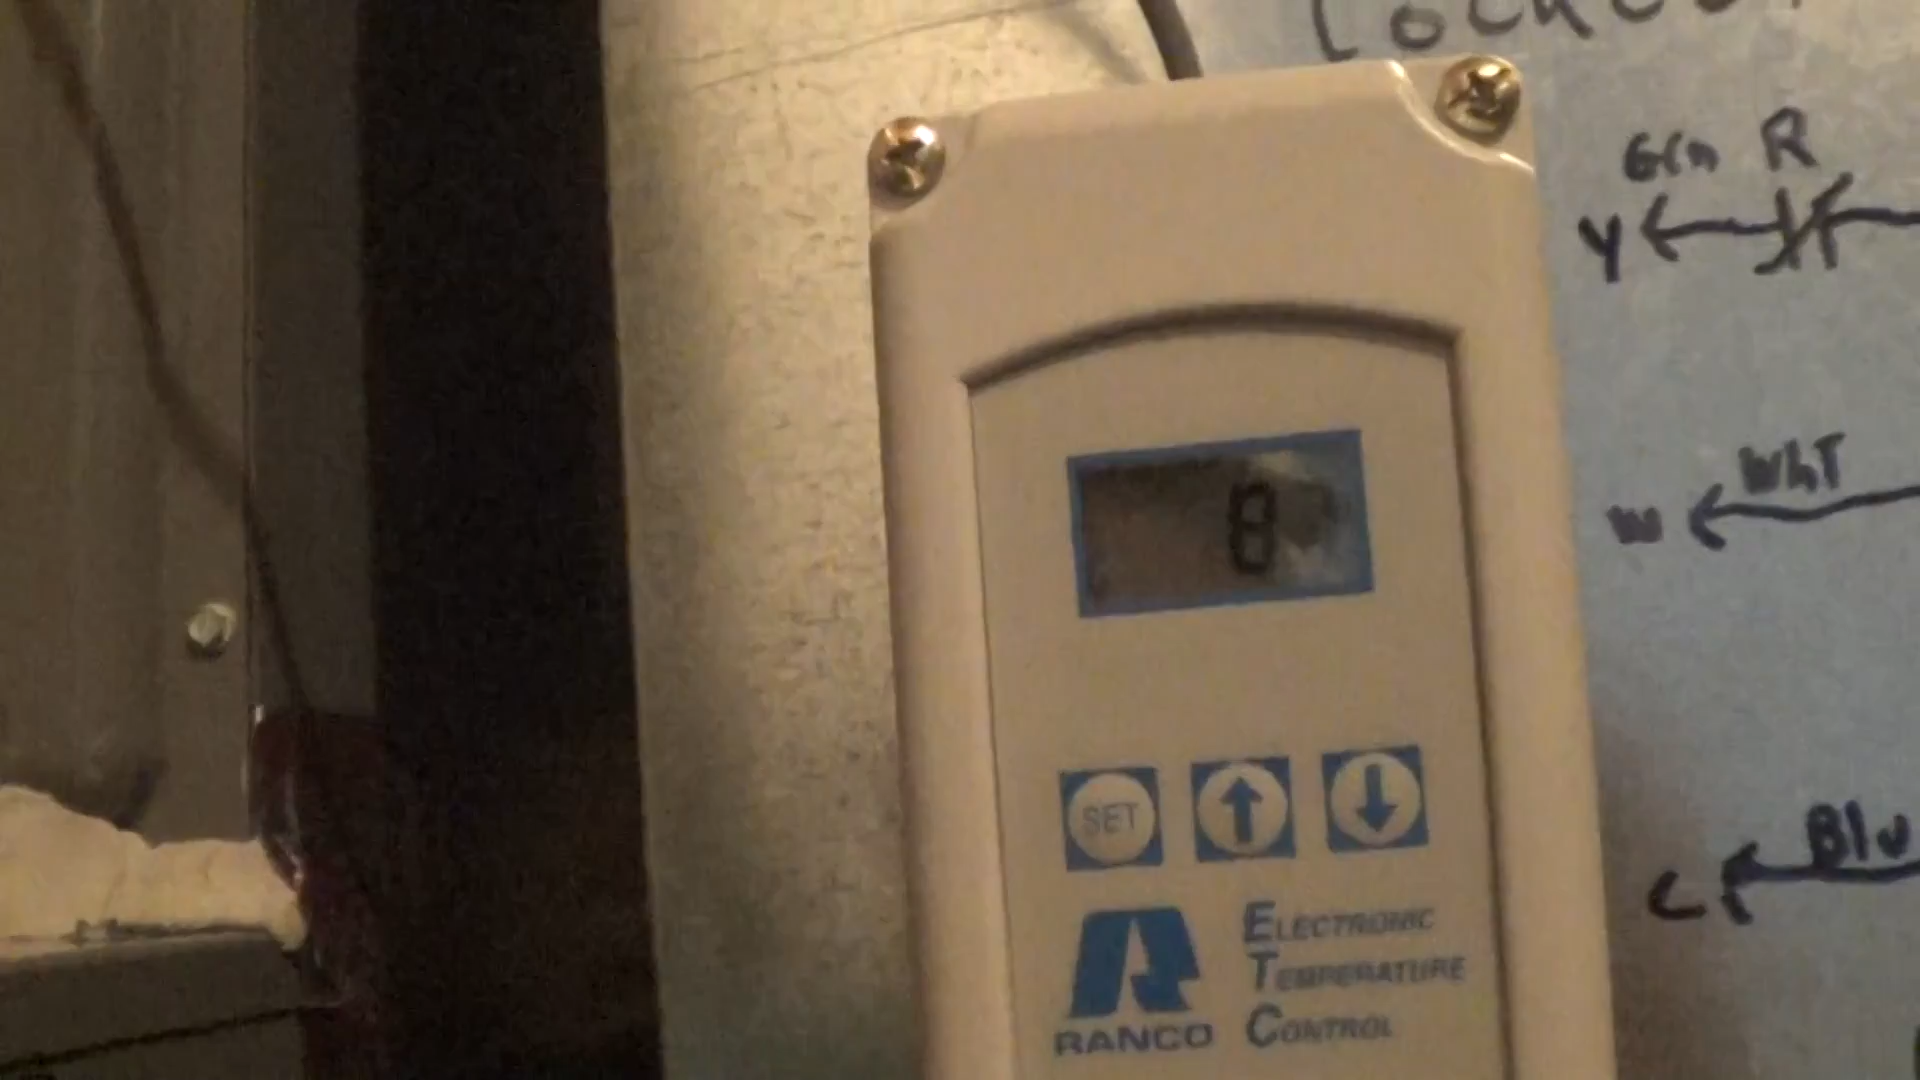 Grn R
Y
8
WhT
W
SET
Blu
C
ELECTRONIC
TEMPERATURE
CONTROL
RANCO